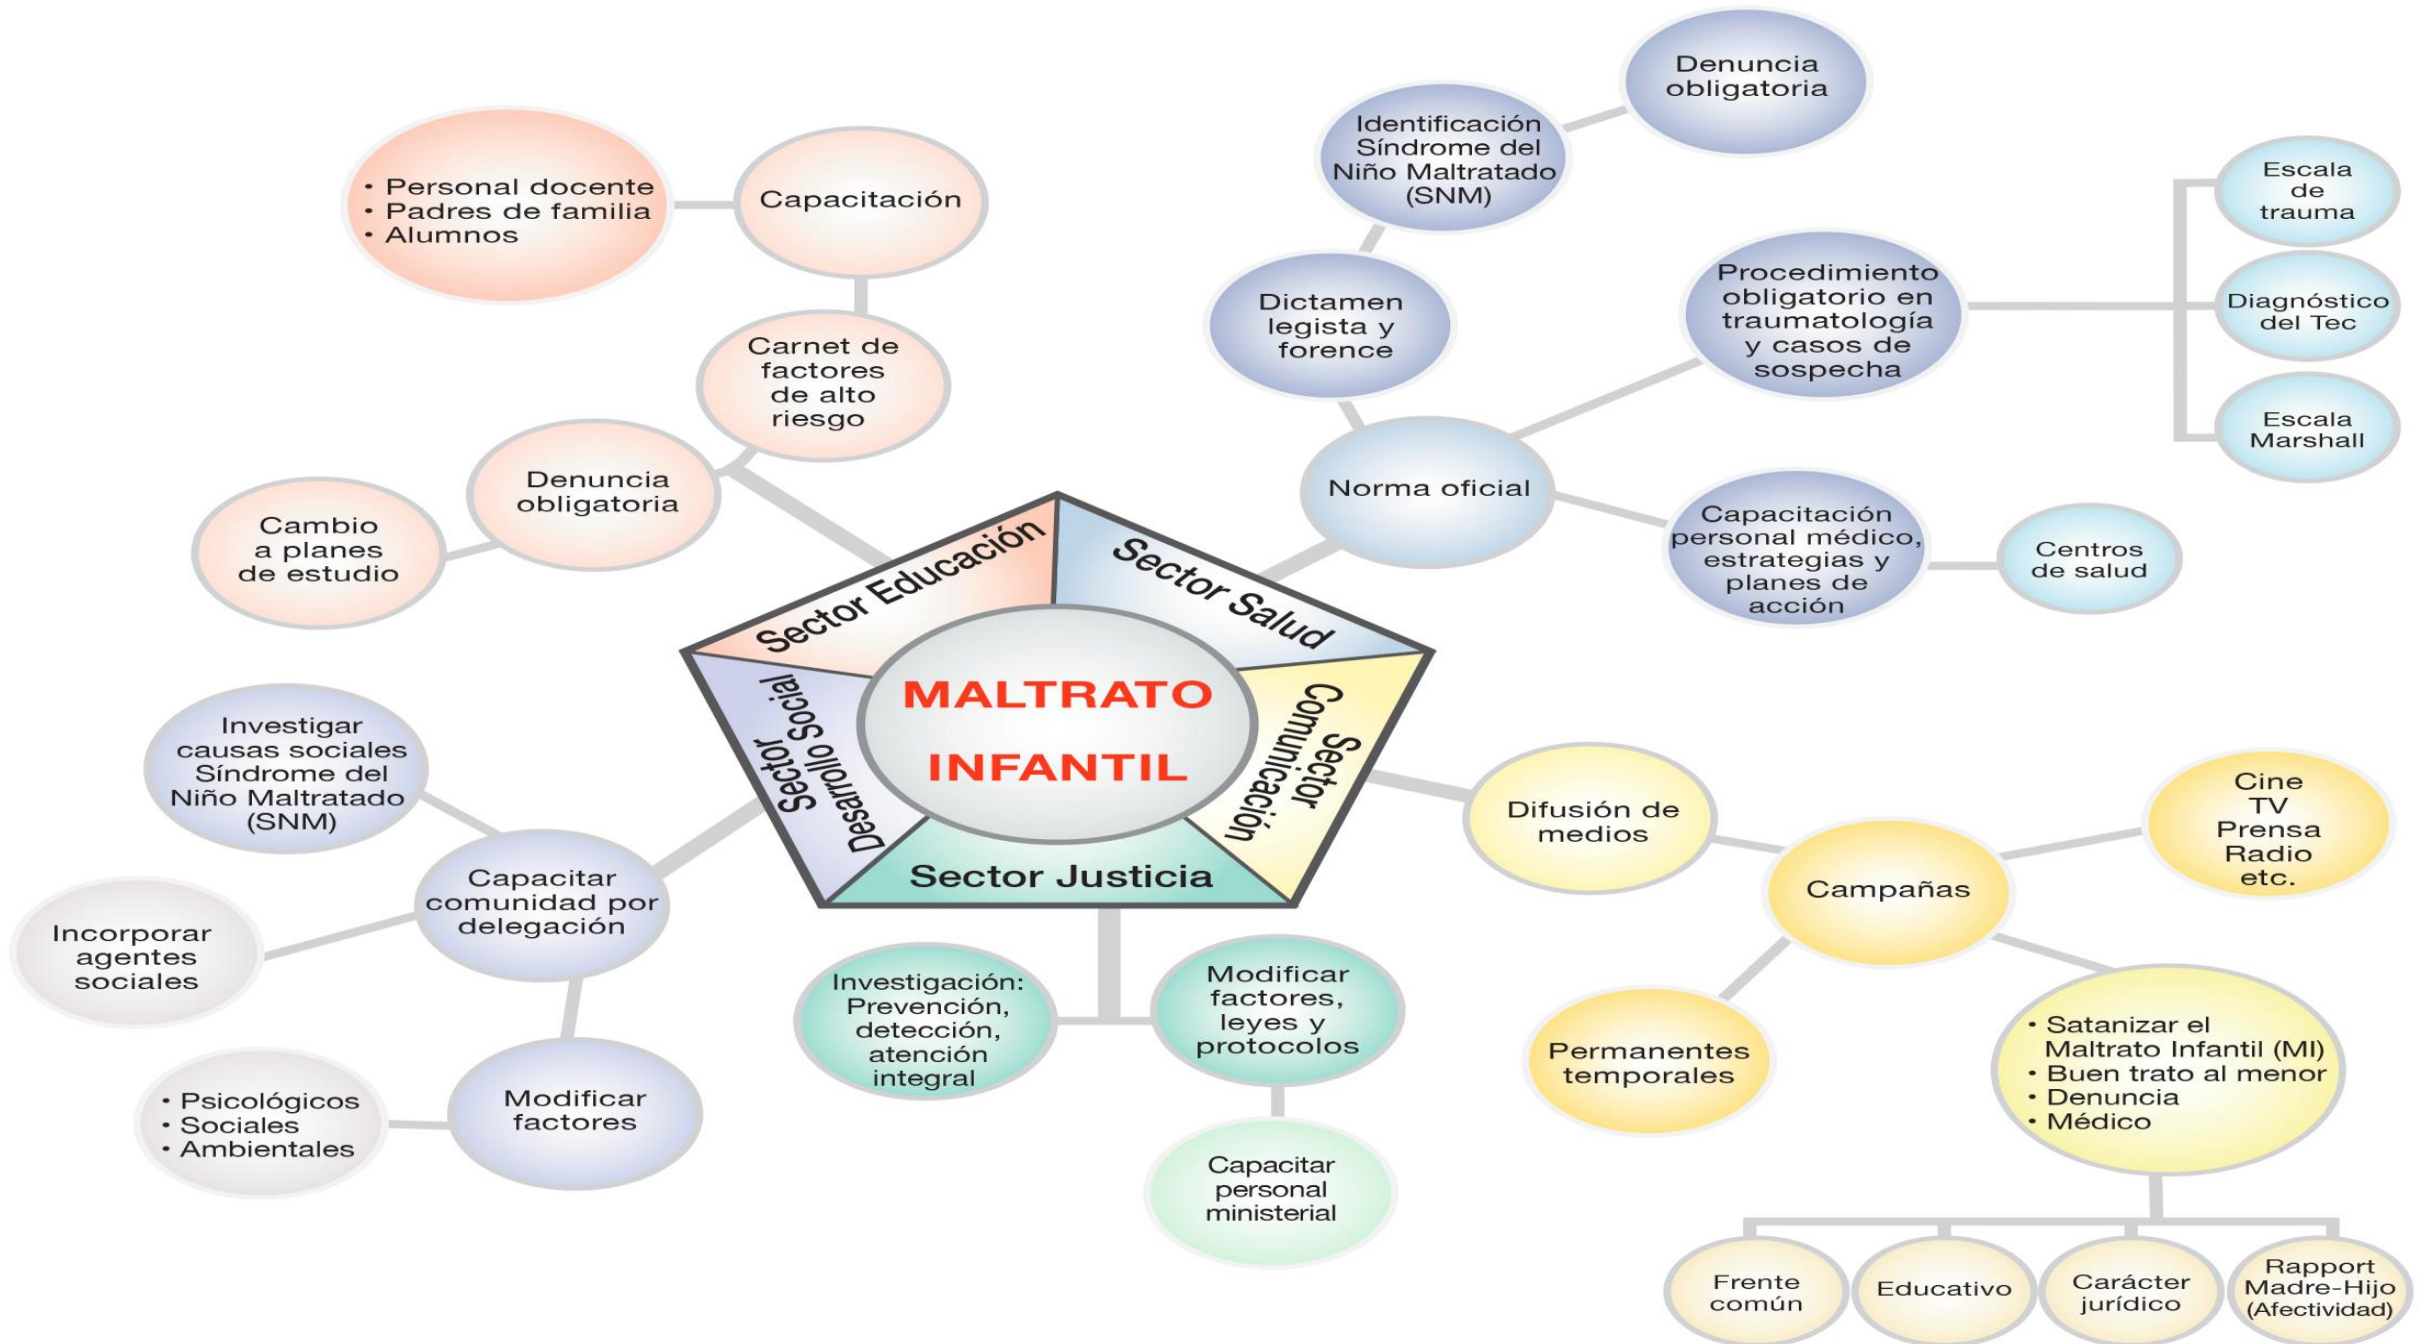 MALTRATO
INFANTIL
Sector Educación
Sector Salud
Sector
Comunicación
Sector Justicia
Sector
Desarrollo Social
• Personal docente
• Padres de familia
• Alumnos
Capacitación
Carnet de
factores
de alto
riesgo
Denuncia
obligatoria
Cambio
a planes
de estudio
Denuncia
obligatoria
Identificación
Síndrome del
Niño Maltratado
(SNM)
Dictamen
legista y
forence
Norma oficial
Procedimiento
obligatorio en
traumatología
y casos de
sospecha
Escala
de
trauma
Diagnóstico
del Tec
Escala
Marshall
Capacitación
personal médico,
estrategias y
planes de
acción
Centros
de salud
Difusión de
medios
Campañas
Cine
TV
Prensa
Radio
etc.
Permanentes
temporales
• Satanizar el
Maltrato Infantil (MI)
• Buen trato al menor
• Denuncia
• Médico
Frente
común
Educativo
Carácter
jurídico
Rapport
Madre-Hijo
(Afectividad)
Investigación:
Prevención,
detección,
atención
integral
Modificar
factores,
leyes y
protocolos
Capacitar
personal
ministerial
Investigar
causas sociales
Síndrome del
Niño Maltratado
(SNM)
Capacitar
comunidad por
delegación
Incorporar
agentes
sociales
Modificar
factores
• Psicológicos
• Sociales
• Ambientales